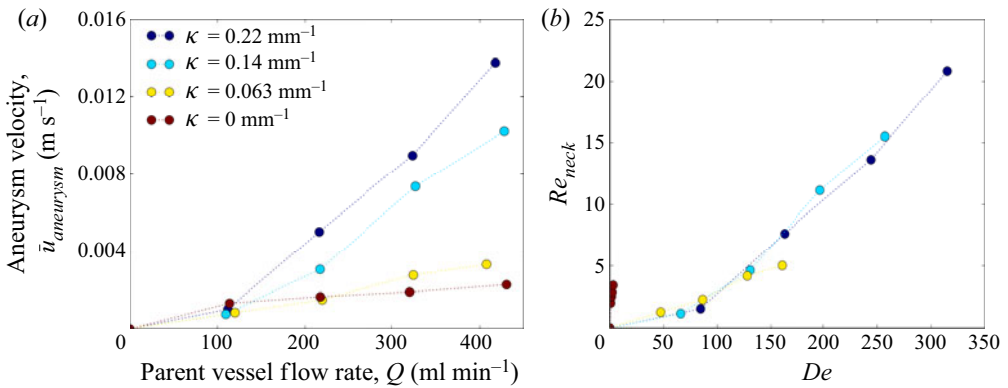 (a)
0.016
0.012
0.008
0.004
0
Aneurysm velocity,
ū_aneurysm (m s⁻¹)
κ = 0.22 mm⁻¹
κ = 0.14 mm⁻¹
κ = 0.063 mm⁻¹
κ = 0 mm⁻¹
0 100 200 300 400
Parent vessel flow rate, Q (ml min⁻¹)
(b)
25
20
15
10
5
0
Re_neck
50 100 150 200 250 300 350
De